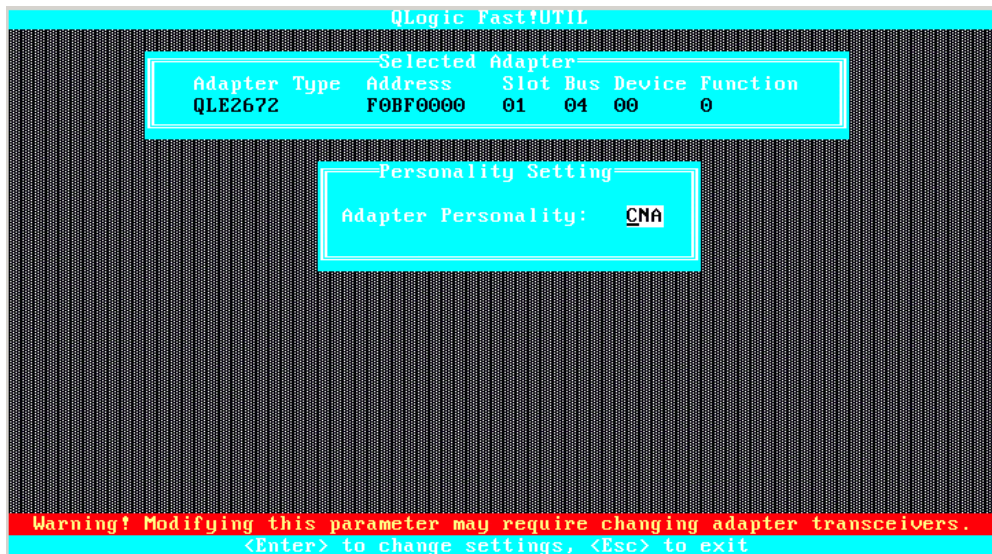 QLogic Fast!UTIL
Selected Adapter
Adapter Type Address Slot Bus Device Function
QLE2672 F0BF0000 01 04 00 0
Personality Setting
Adapter Personality: CNA
Warning! Modifying this parameter may require changing adapter transceivers.
<Enter> to change settings, <Esc> to exit